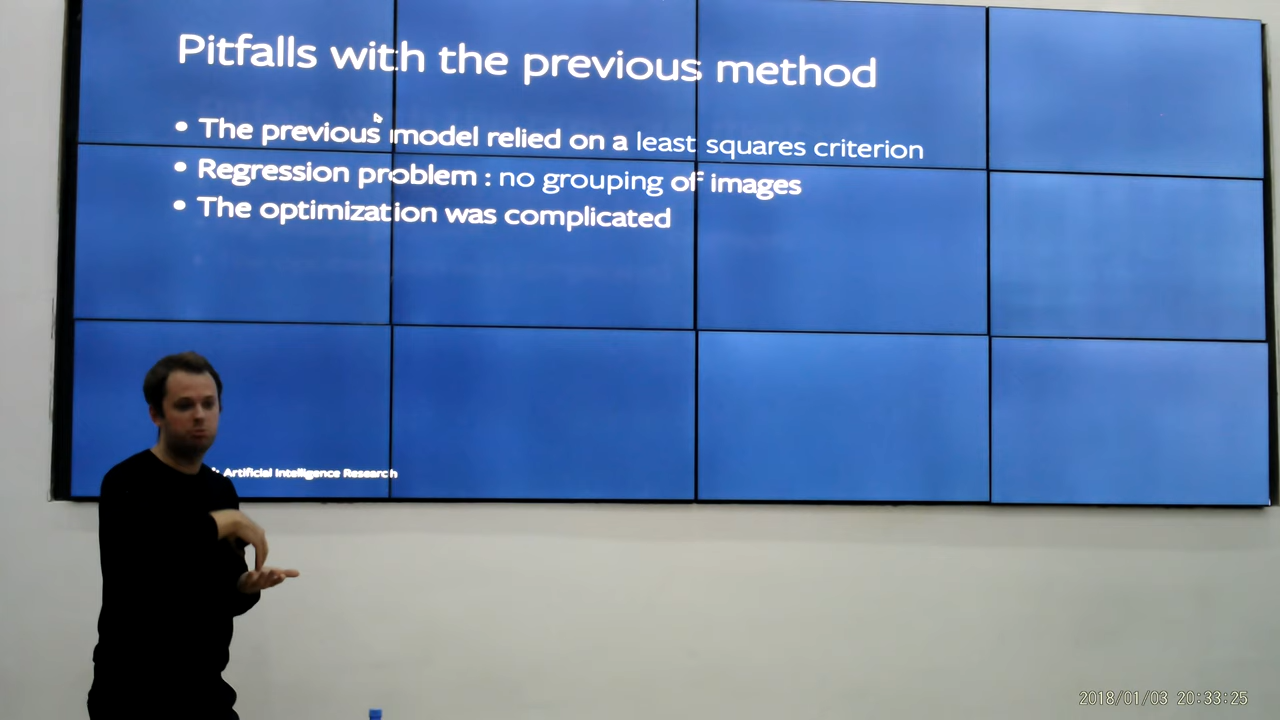 Pitfalls with the previous method
• The previous model relied on a least squares criterion
• Regression problem : no grouping of images
• The optimization was complicated
Artificial Intelligence Research
2018/01/03 20:33:25